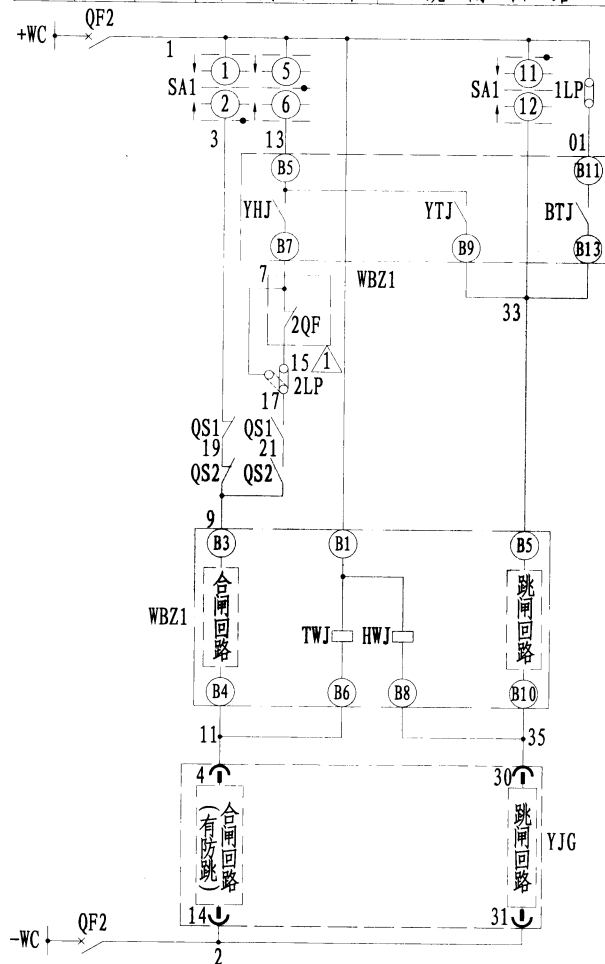 +WC
QF2
1
SA1
1
2
5
6
SA1
11
12
1LP
3
13
01
B5
B11
YHJ
YTJ
BTJ
B7
B9
B13
7
WBZ1
33
2QF
15
1
17
2LP
QS1
QS1
19
21
QS2
QS2
9
B3
B1
B5
WBZ1
合闸回路
TWJ
HWJ
跳闸回路
B4
B6
B8
B10
11
35
4
30
合闸回路
(有防跳)
跳闸回路
YJG
14
31
-WC
QF2
2